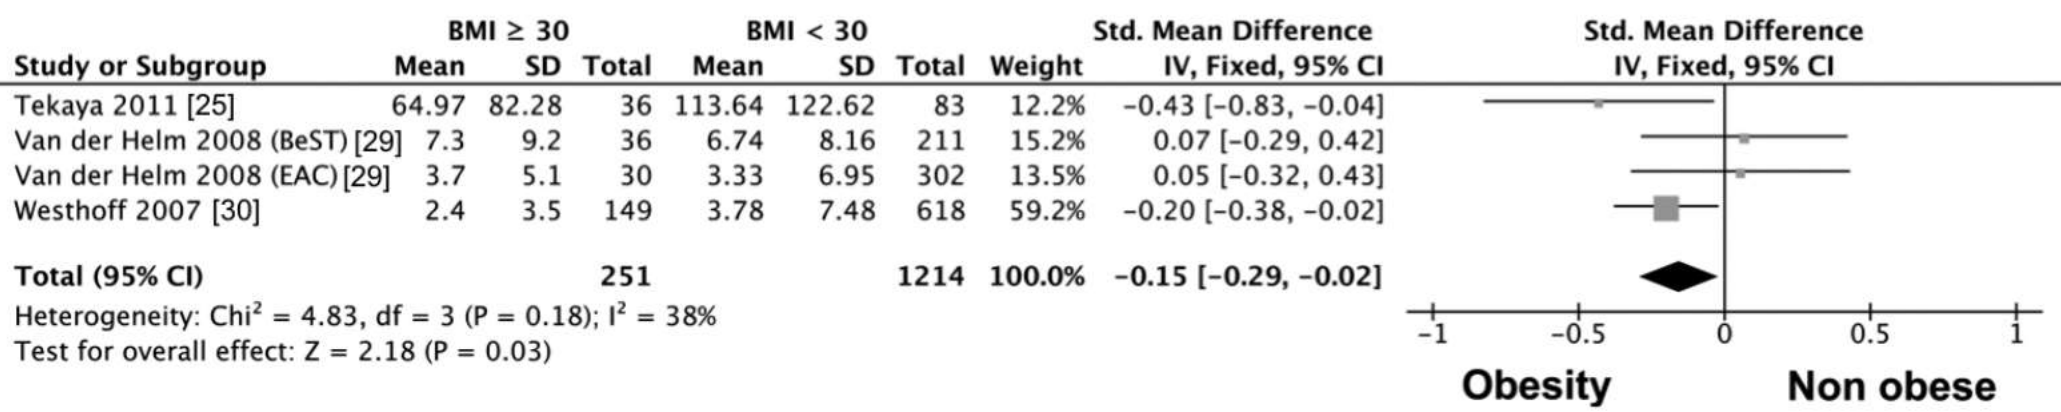 BMI ≥ 30 BMI < 30 Std. Mean Difference Std. Mean Difference
Study or Subgroup Mean SD Total Mean SD Total Weight IV, Fixed, 95% CI IV, Fixed, 95% CI
Tekaya 2011 [25] 64.97 82.28 36 113.64 122.62 83 12.2% −0.43 [−0.83, −0.04]
Van der Helm 2008 (BeST) [29] 7.3 9.2 36 6.74 8.16 211 15.2% 0.07 [−0.29, 0.42]
Van der Helm 2008 (EAC) [29] 3.7 5.1 30 3.33 6.95 302 13.5% 0.05 [−0.32, 0.43]
Westhoff 2007 [30] 2.4 3.5 149 3.78 7.48 618 59.2% −0.20 [−0.38, −0.02]
Total (95% CI) 251 1214 100.0% −0.15 [−0.29, −0.02]
Heterogeneity: Chi² = 4.83, df = 3 (P = 0.18); I² = 38%
Test for overall effect: Z = 2.18 (P = 0.03)
−1 −0.5 0 0.5 1
Obesity Non obese